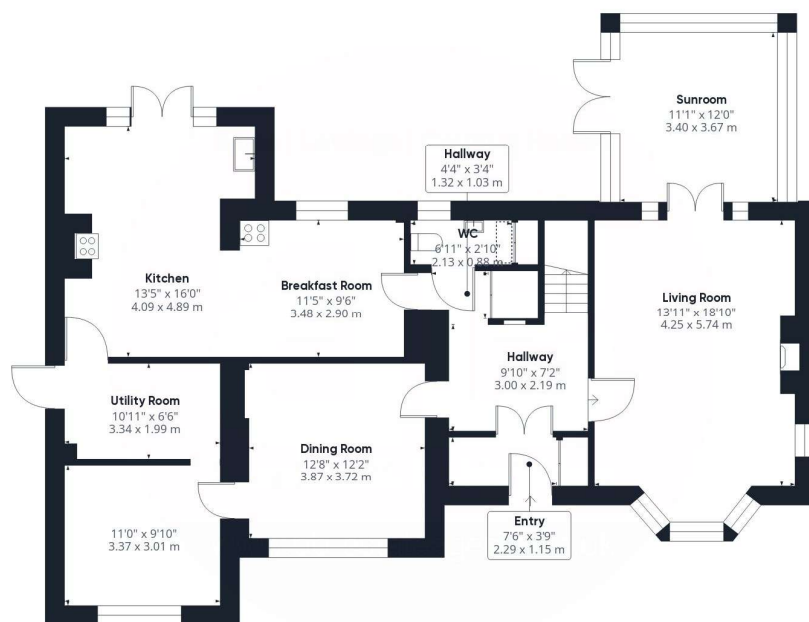 Sunroom
11'1" x 12'0"
3.40 x 3.67 m
Hallway
4'4" x 3'4"
1.32 x 1.03 m
WC
6'11" x 2'10"
2.13 x 0.88 m
Kitchen
13'5" x 16'0"
4.09 x 4.89 m
Breakfast Room
11'5" x 9'6"
3.48 x 2.90 m
Living Room
13'11" x 18'10"
4.25 x 5.74 m
Hallway
9'10" x 7'2"
3.00 x 2.19 m
Utility Room
10'11" x 6'6"
3.34 x 1.99 m
Dining Room
12'8" x 12'2"
3.87 x 3.72 m
Entry
7'6" x 3'9"
2.29 x 1.15 m
11'0" x 9'10"
3.37 x 3.01 m